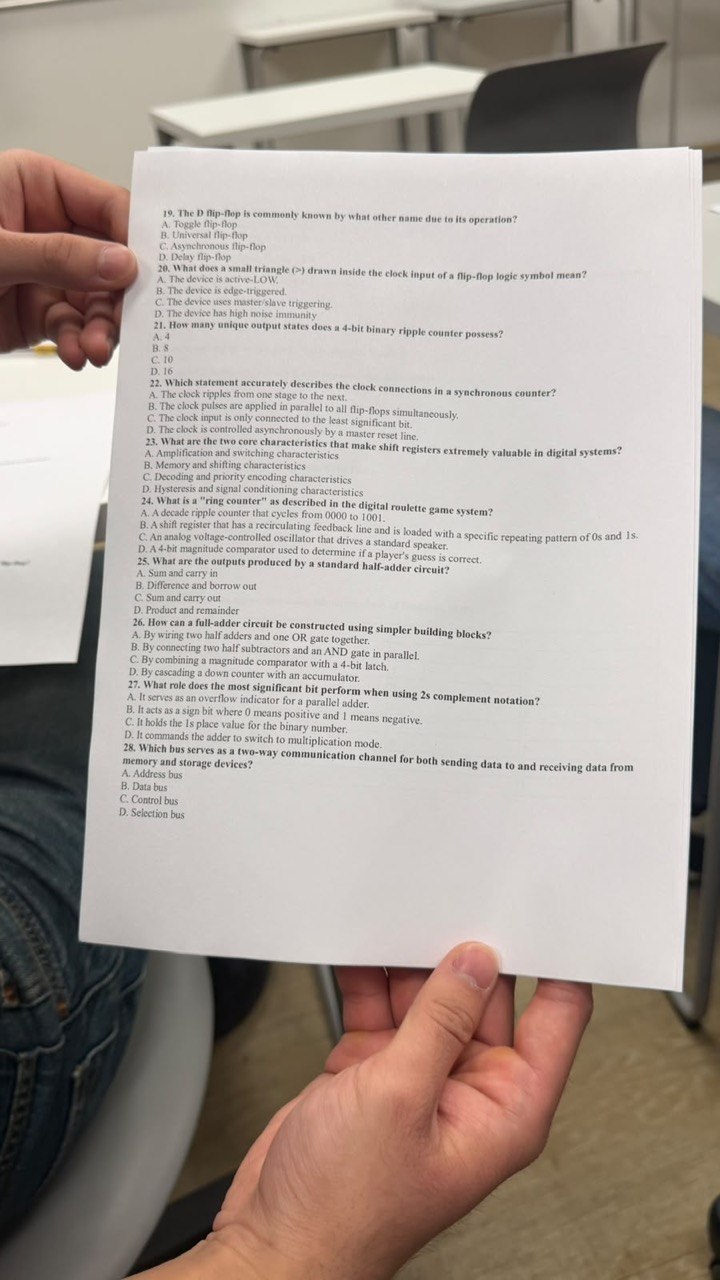 19. The D flip-flop is commonly known by what other name due to its operation?
A. Toggle flip-flop
B. Universal flip-flop
C. Asynchronous flip-flop
D. Delay flip-flop
20. What does a small triangle (>) drawn inside the clock input of a flip-flop logic symbol mean?
A. The device is active-LOW.
B. The device is edge-triggered.
C. The device uses master/slave triggering.
D. The device has high noise immunity
21. How many unique output states does a 4-bit binary ripple counter possess?
A. 4
B. 8
C. 10
D. 16
22. Which statement accurately describes the clock connections in a synchronous counter?
A. The clock ripples from one stage to the next.
B. The clock pulses are applied in parallel to all flip-flops simultaneously.
C. The clock input is only connected to the least significant bit.
D. The clock is controlled asynchronously by a master reset line.
23. What are the two core characteristics that make shift registers extremely valuable in digital systems?
A. Amplification and switching characteristics
B. Memory and shifting characteristics
C. Decoding and priority encoding characteristics
D. Hysteresis and signal conditioning characteristics
24. What is a "ring counter" as described in the digital roulette game system?
A. A decade ripple counter that cycles from 0000 to 1001.
B. A shift register that has a recirculating feedback line and is loaded with a specific repeating pattern of 0s and 1s.
C. An analog voltage-controlled oscillator that drives a standard speaker.
D. A 4-bit magnitude comparator used to determine if a player's guess is correct.
25. What are the outputs produced by a standard half-adder circuit?
A. Sum and carry in
B. Difference and borrow out
C. Sum and carry out
D. Product and remainder
26. How can a full-adder circuit be constructed using simpler building blocks?
A. By wiring two half adders and one OR gate together.
B. By connecting two half subtractors and an AND gate in parallel.
C. By combining a magnitude comparator with a 4-bit latch.
D. By cascading a down counter with an accumulator.
27. What role does the most significant bit perform when using 2s complement notation?
A. It serves as an overflow indicator for a parallel adder.
B. It acts as a sign bit where 0 means positive and 1 means negative.
C. It holds the 1s place value for the binary number.
D. It commands the adder to switch to multiplication mode.
28. Which bus serves as a two-way communication channel for both sending data to and receiving data from
memory and storage devices?
A. Address bus
B. Data bus
C. Control bus
D. Selection bus